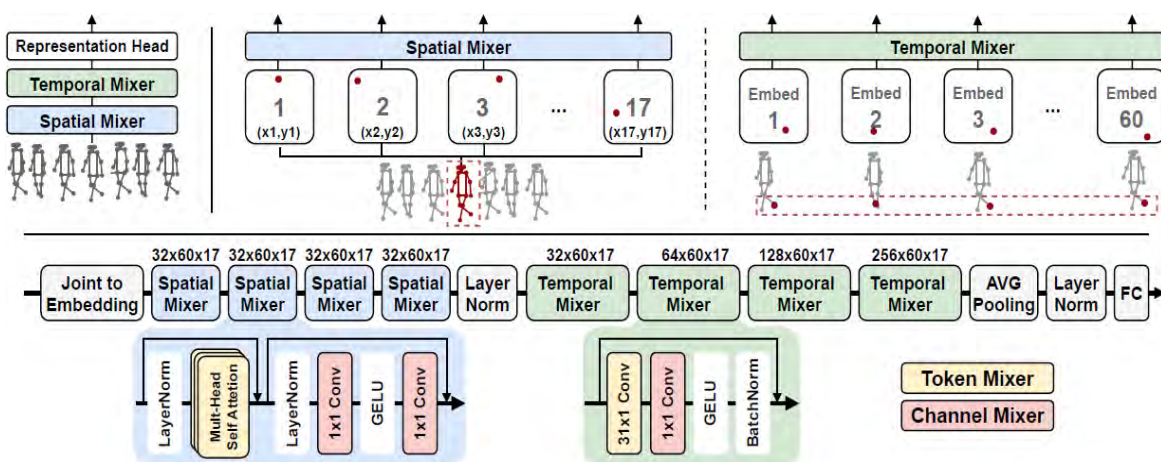 Representation Head
Temporal Mixer
Spatial Mixer
Spatial Mixer
1
(x1,y1)
2
(x2,y2)
3
(x3,y3)
...
17
(x17,y17)
Temporal Mixer
Embed
1
Embed
2
Embed
3
...
Embed
60
32x60x17
32x60x17
32x60x17
32x60x17
32x60x17
64x60x17
128x60x17
256x60x17
Joint to
Embedding
Spatial
Mixer
Spatial
Mixer
Spatial
Mixer
Spatial
Mixer
Layer
Norm
Temporal
Mixer
Temporal
Mixer
Temporal
Mixer
Temporal
Mixer
AVG
Pooling
Layer
Norm
FC
LayerNorm
Mult-Head
Self Attetion
LayerNorm
1x1 Conv
GELU
1x1 Conv
31x1 Conv
1x1 Conv
GELU
BatchNorm
Token Mixer
Channel Mixer